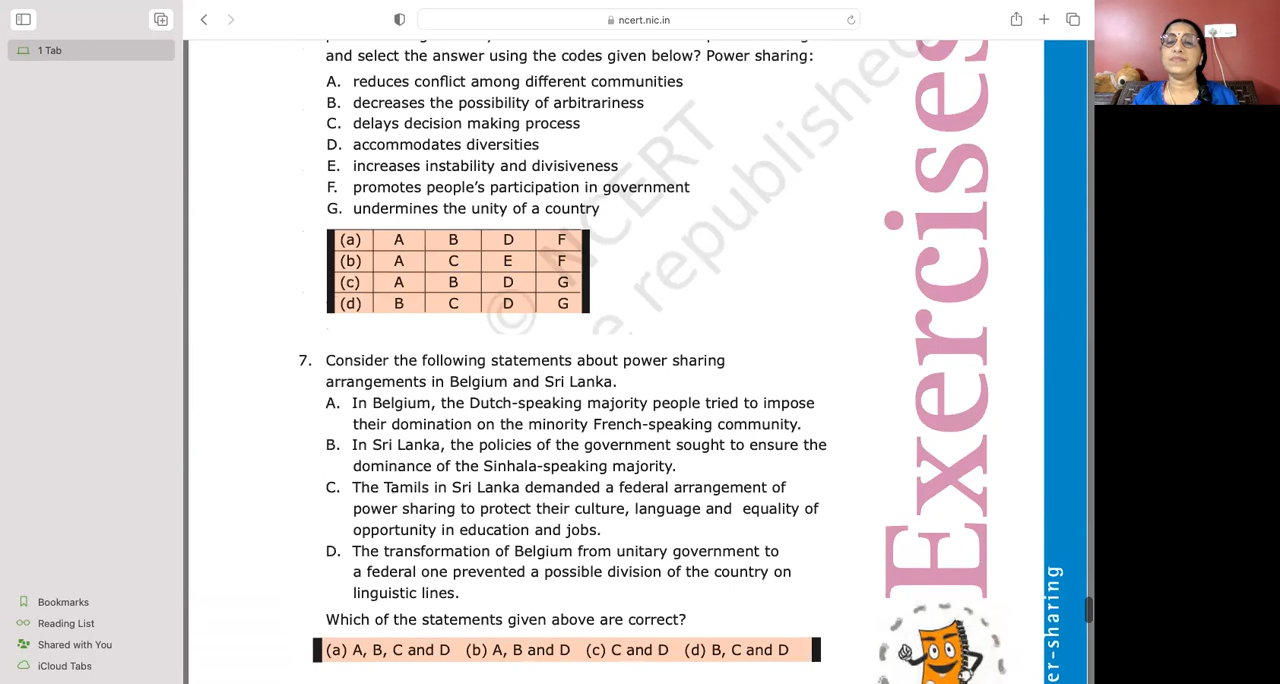 1 Tab
ncert.nic.in
and select the answer using the codes given below? Power sharing:
A. reduces conflict among different communities
B. decreases the possibility of arbitrariness
C. delays decision making process
D. accommodates diversities
E. increases instability and divisiveness
F. promotes people's participation in government
G. undermines the unity of a country
(a) A B D F
(b) A C E F
(c) A B D G
(d) B C D G
© NCERT
be republished
7. Consider the following statements about power sharing
arrangements in Belgium and Sri Lanka.
A. In Belgium, the Dutch-speaking majority people tried to impose
their domination on the minority French-speaking community.
B. In Sri Lanka, the policies of the government sought to ensure the
dominance of the Sinhala-speaking majority.
C. The Tamils in Sri Lanka demanded a federal arrangement of
power sharing to protect their culture, language and equality of
opportunity in education and jobs.
D. The transformation of Belgium from unitary government to
a federal one prevented a possible division of the country on
linguistic lines.
Which of the statements given above are correct?
(a) A, B, C and D (b) A, B and D (c) C and D (d) B, C and D
Exercises
er-sharing
Bookmarks
Reading List
Shared with You
iCloud Tabs